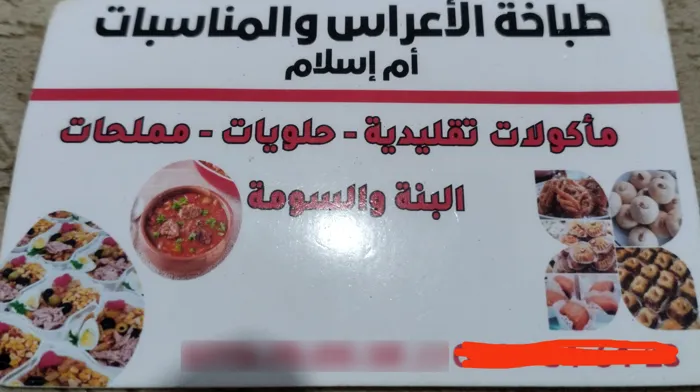 طباخة الأعراس والمناسبات
أم إسلام
مأكولات تقليدية - حلويات - مملحات
البنة والسومة